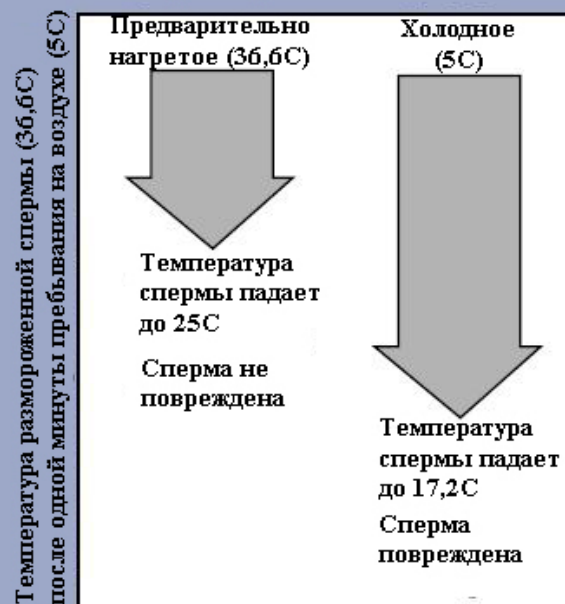 Температура размороженной спермы (36,6С)
после одной минуты пребывания на воздухе (5С)
Предварительно
нагретое (36,6С)
Температура
спермы падает
до 25С
Сперма не
повреждена
Холодное
(5С)
Температура
спермы падает
до 17,2С
Сперма
повреждена